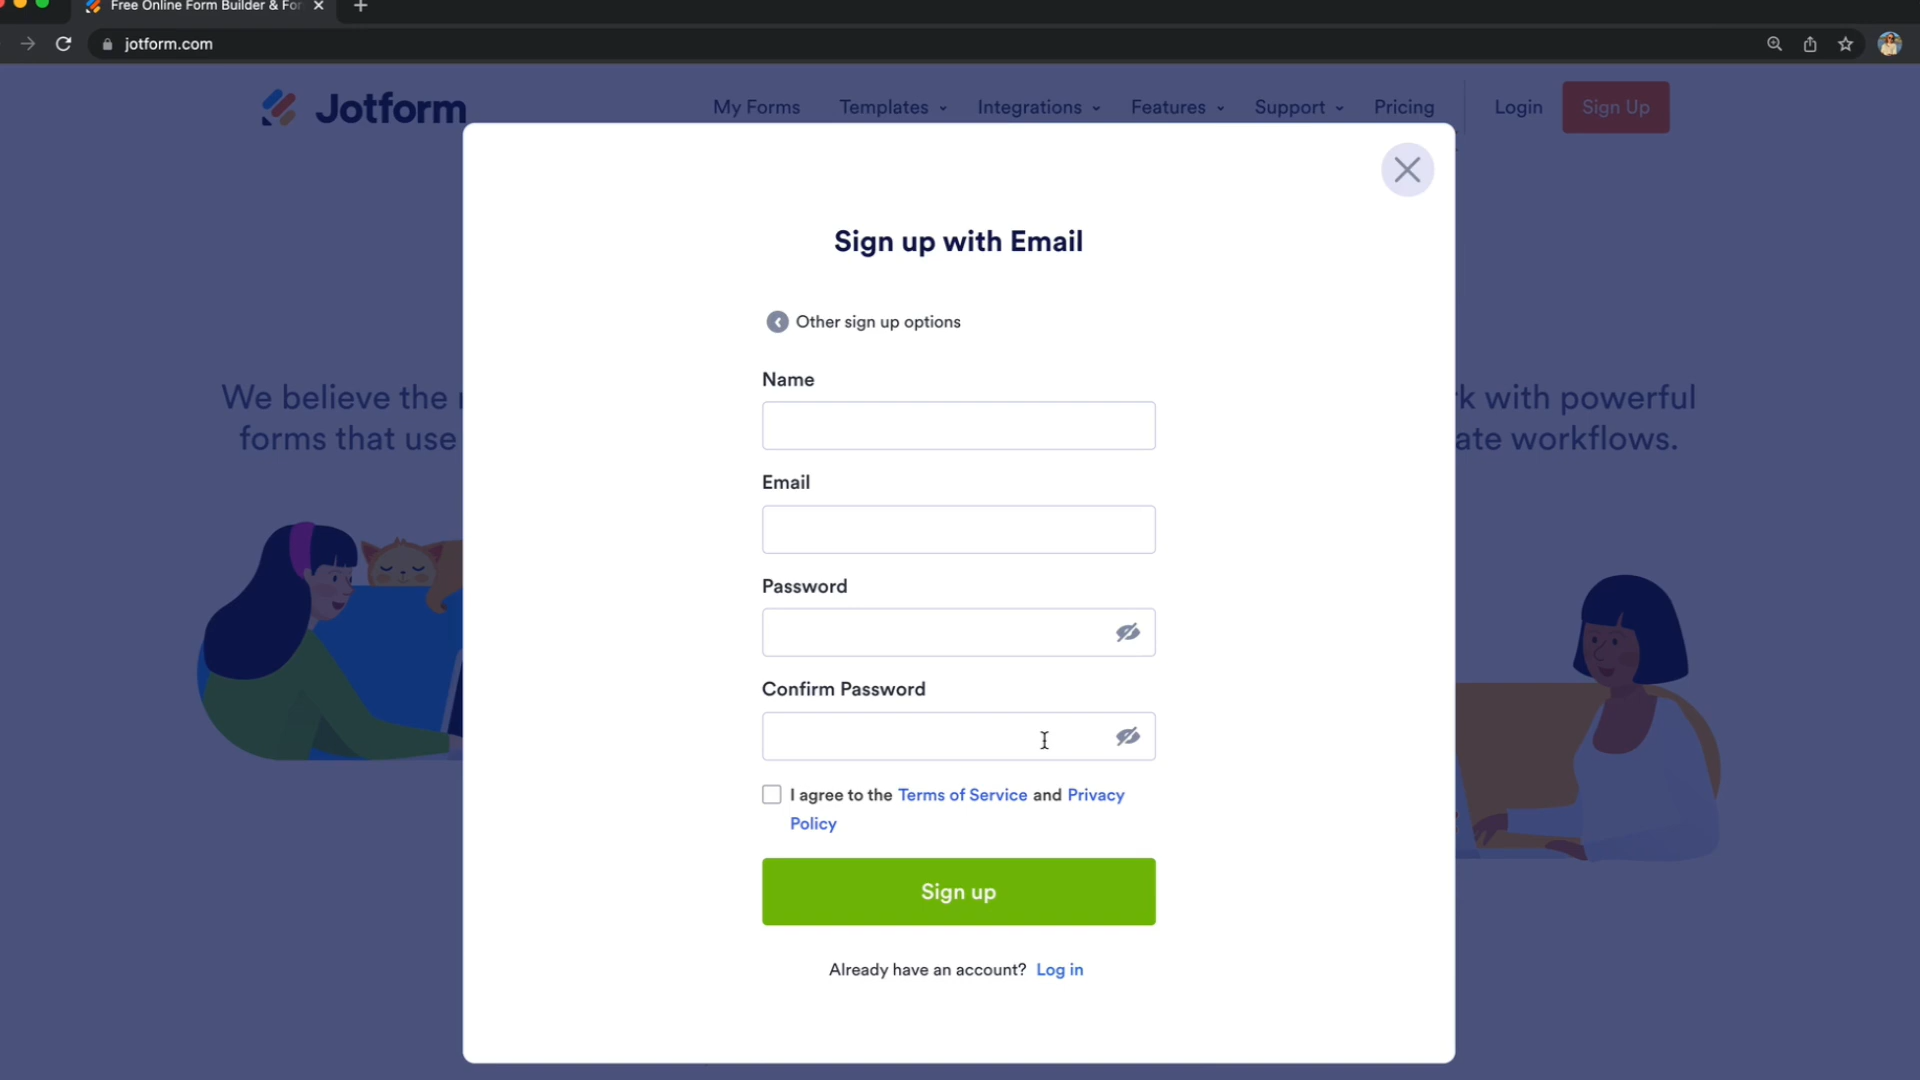 Free Online Form Builder & For
jotform.com
Jotform
My Forms Templates Integrations Features Support Pricing Login Sign Up
Sign up with Email
Other sign up options
We believe the
forms that use
k with powerful
ate workflows.
Name
Email
Password
Confirm Password
I agree to the Terms of Service and Privacy
Policy
Sign up
Already have an account? Log in